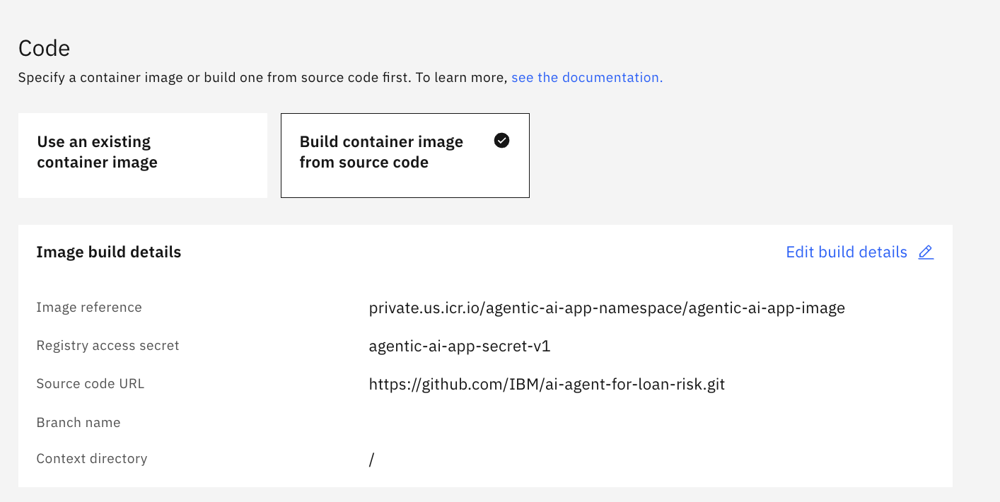 Code
Specify a container image or build one from source code first. To learn more, see the documentation.
Use an existing
container image
Build container image
from source code
Image build details
Edit build details
Image reference
private.us.icr.io/agentic-ai-app-namespace/agentic-ai-app-image
Registry access secret
agentic-ai-app-secret-v1
Source code URL
https://github.com/IBM/ai-agent-for-loan-risk.git
Branch name
Context directory
/